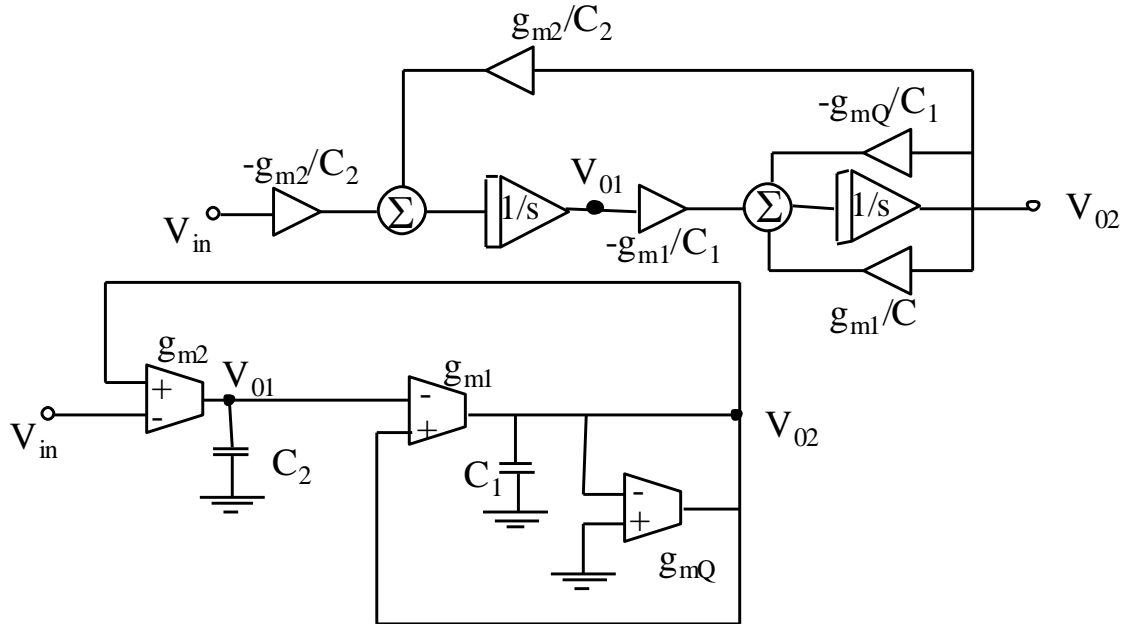 g_m2/C_2
-g_mQ/C_1
-g_m2/C_2
V_01
V_in
Σ
1/s
-g_m1/C_1
Σ
1/s
V_02
g_m1/C
g_m2
+
-
V_01
V_in
C_2
g_m1
-
+
C_1
V_02
-
+
g_mQ